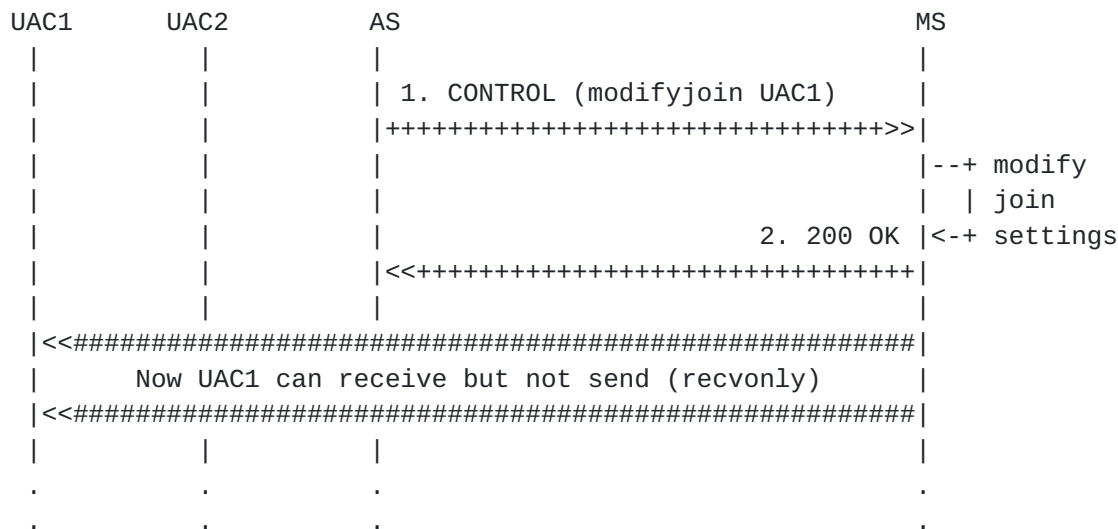 UAC1      UAC2         AS                                  MS
 |          |          |                                   |
 |          |          | 1. CONTROL (modifyjoin UAC1)      |
 |          |          |++++++++++++++++++++++++++++++++>>|
 |          |          |                                   |--+ modify
 |          |          |                                   |  | join
 |          |          |                        2. 200 OK |<-+ settings
 |          |          |<<++++++++++++++++++++++++++++++++|
 |          |          |                                   |
 |<<######################################################|
 |      Now UAC1 can receive but not send (recvonly)      |
 |<<######################################################|
 |          |          |                                   |
 .          .          .                                   .
 .          .          .                                   .